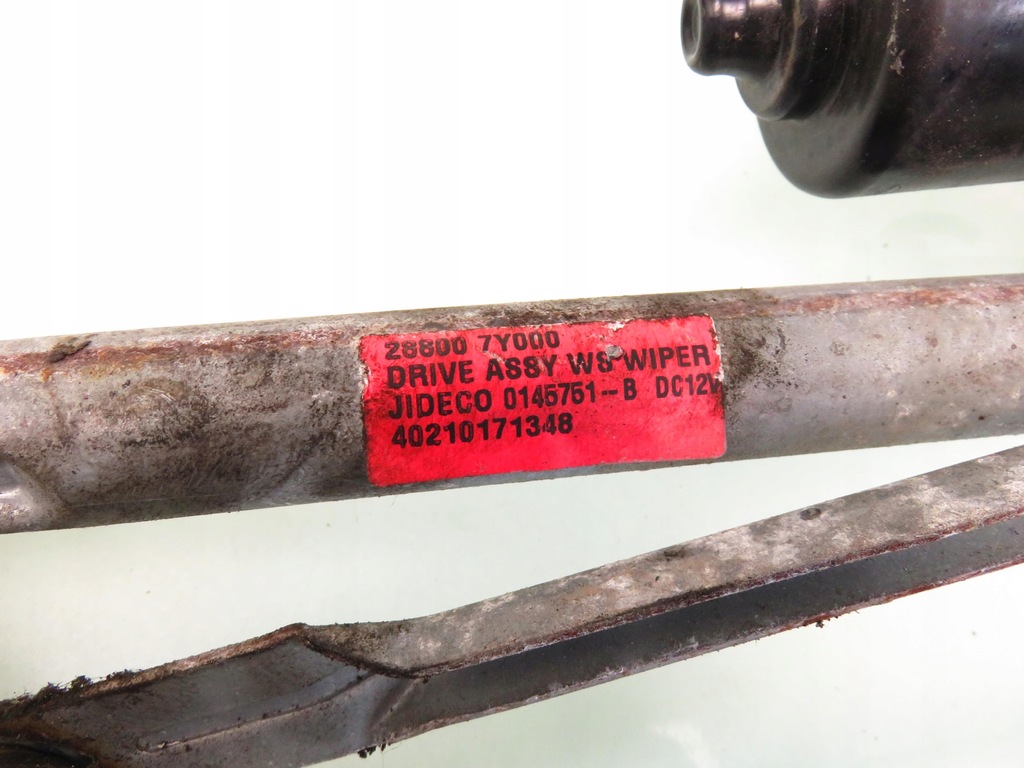 28800 7Y000
DRIVE ASSY WS WIPER
JIDECO 0145751-B DC12V
40210171348